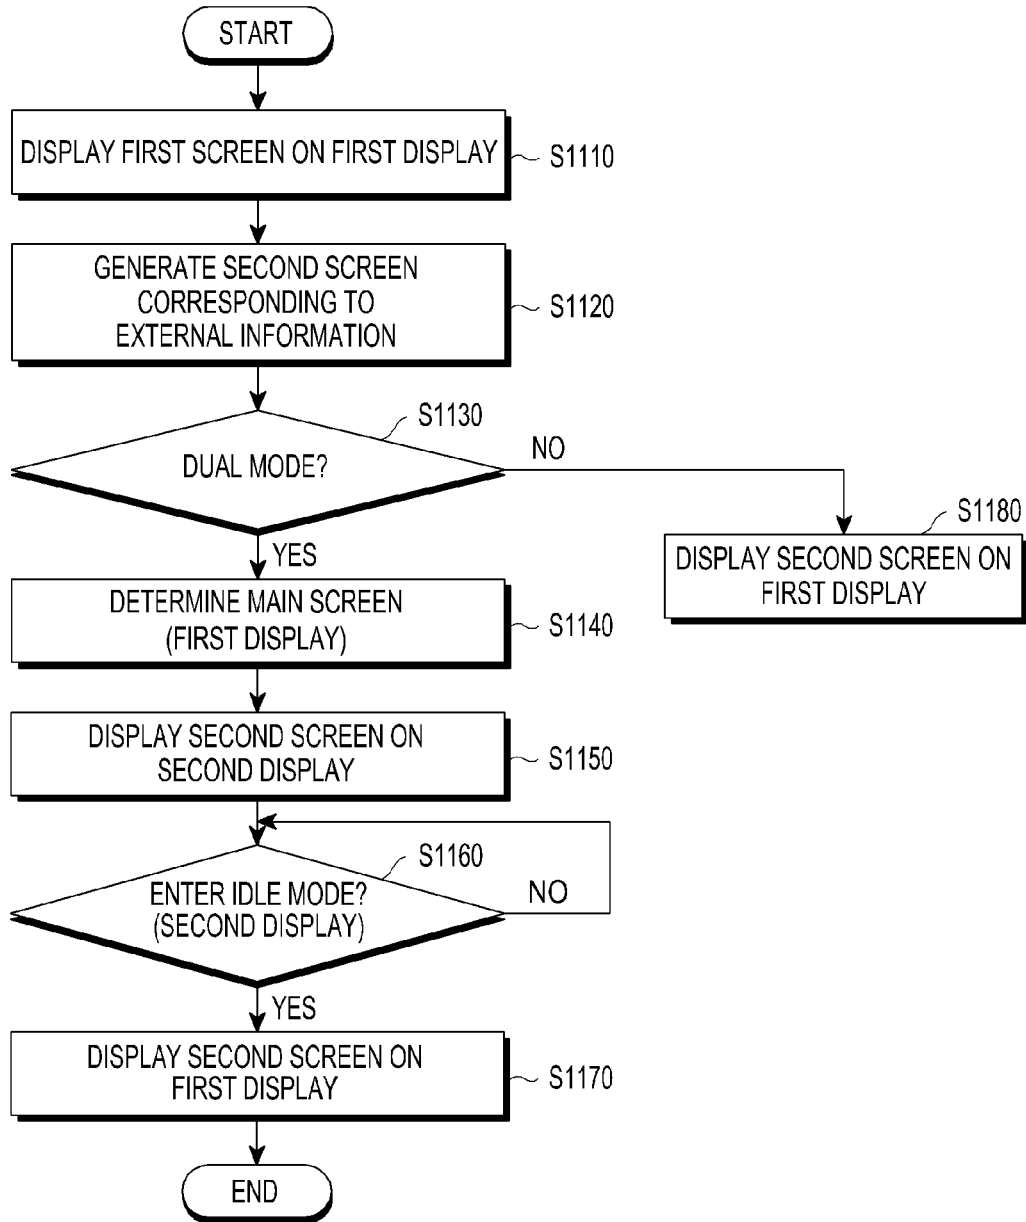 START
DISPLAY FIRST SCREEN ON FIRST DISPLAY
S1110
GENERATE SECOND SCREEN
CORRESPONDING TO
EXTERNAL INFORMATION
S1120
S1130
DUAL MODE?
NO
YES
S1180
DISPLAY SECOND SCREEN ON
FIRST DISPLAY
DETERMINE MAIN SCREEN
(FIRST DISPLAY)
S1140
DISPLAY SECOND SCREEN ON
SECOND DISPLAY
S1150
S1160
ENTER IDLE MODE?
(SECOND DISPLAY)
NO
YES
DISPLAY SECOND SCREEN ON
FIRST DISPLAY
S1170
END